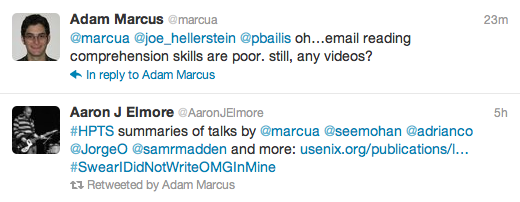 Adam Marcus @marcua 23m
@marcua @joe_hellerstein @pbailis oh...email reading
comprehension skills are poor. still, any videos?
In reply to Adam Marcus
Aaron J Elmore @AaronJElmore 5h
#HPTS summaries of talks by @marcua @seemohan @adrianco
@JorgeO @samrmadden and more: usenix.org/publications/l...
#SwearIDidNotWriteOMGInMine
Retweeted by Adam Marcus